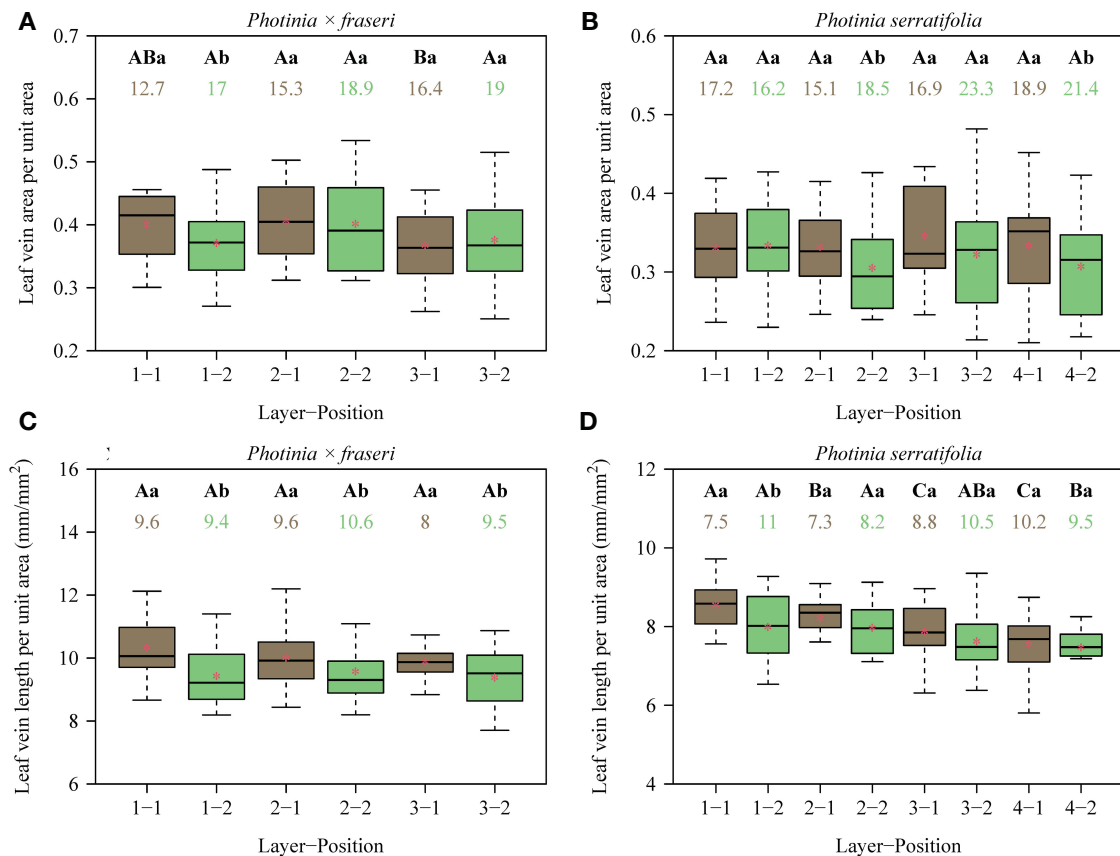 A
Photinia × fraseri
Leaf vein area per unit area
0.7
0.6
0.5
0.4
0.3
0.2
ABa Ab Aa Aa Ba Aa
12.7 17 15.3 18.9 16.4 19
1−1 1−2 2−1 2−2 3−1 3−2
Layer−Position
B
Photinia serratifolia
Leaf vein area per unit area
0.6
0.5
0.4
0.3
0.2
Aa Aa Aa Ab Aa Aa Aa Ab
17.2 16.2 15.1 18.5 16.9 23.3 18.9 21.4
1−1 1−2 2−1 2−2 3−1 3−2 4−1 4−2
Layer−Position
C
Photinia × fraseri
Leaf vein length per unit area (mm/mm²)
16
14
12
10
8
6
Aa Ab Aa Ab Aa Ab
9.6 9.4 9.6 10.6 8 9.5
1−1 1−2 2−1 2−2 3−1 3−2
Layer−Position
D
Photinia serratifolia
Leaf vein length per unit area (mm/mm²)
12
10
8
6
4
Aa Ab Ba Aa Ca ABa Ca Ba
7.5 11 7.3 8.2 8.8 10.5 10.2 9.5
1−1 1−2 2−1 2−2 3−1 3−2 4−1 4−2
Layer−Position